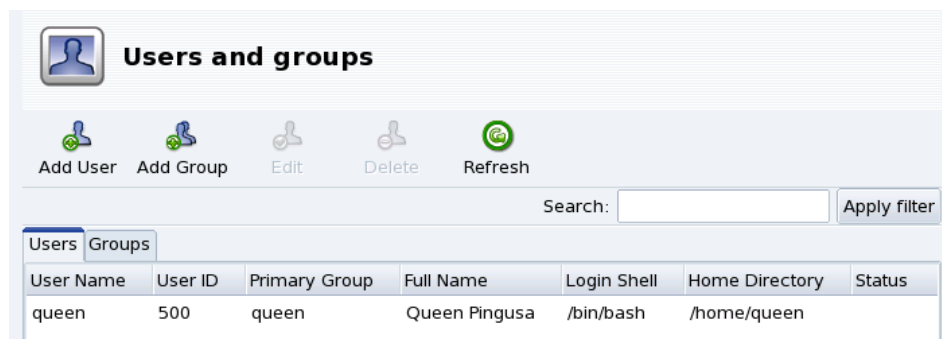 Users and groups
Add User Add Group Edit Delete Refresh
Search: Apply filter
Users Groups
User Name User ID Primary Group Full Name Login Shell Home Directory Status
queen 500 queen Queen Pingusa /bin/bash /home/queen